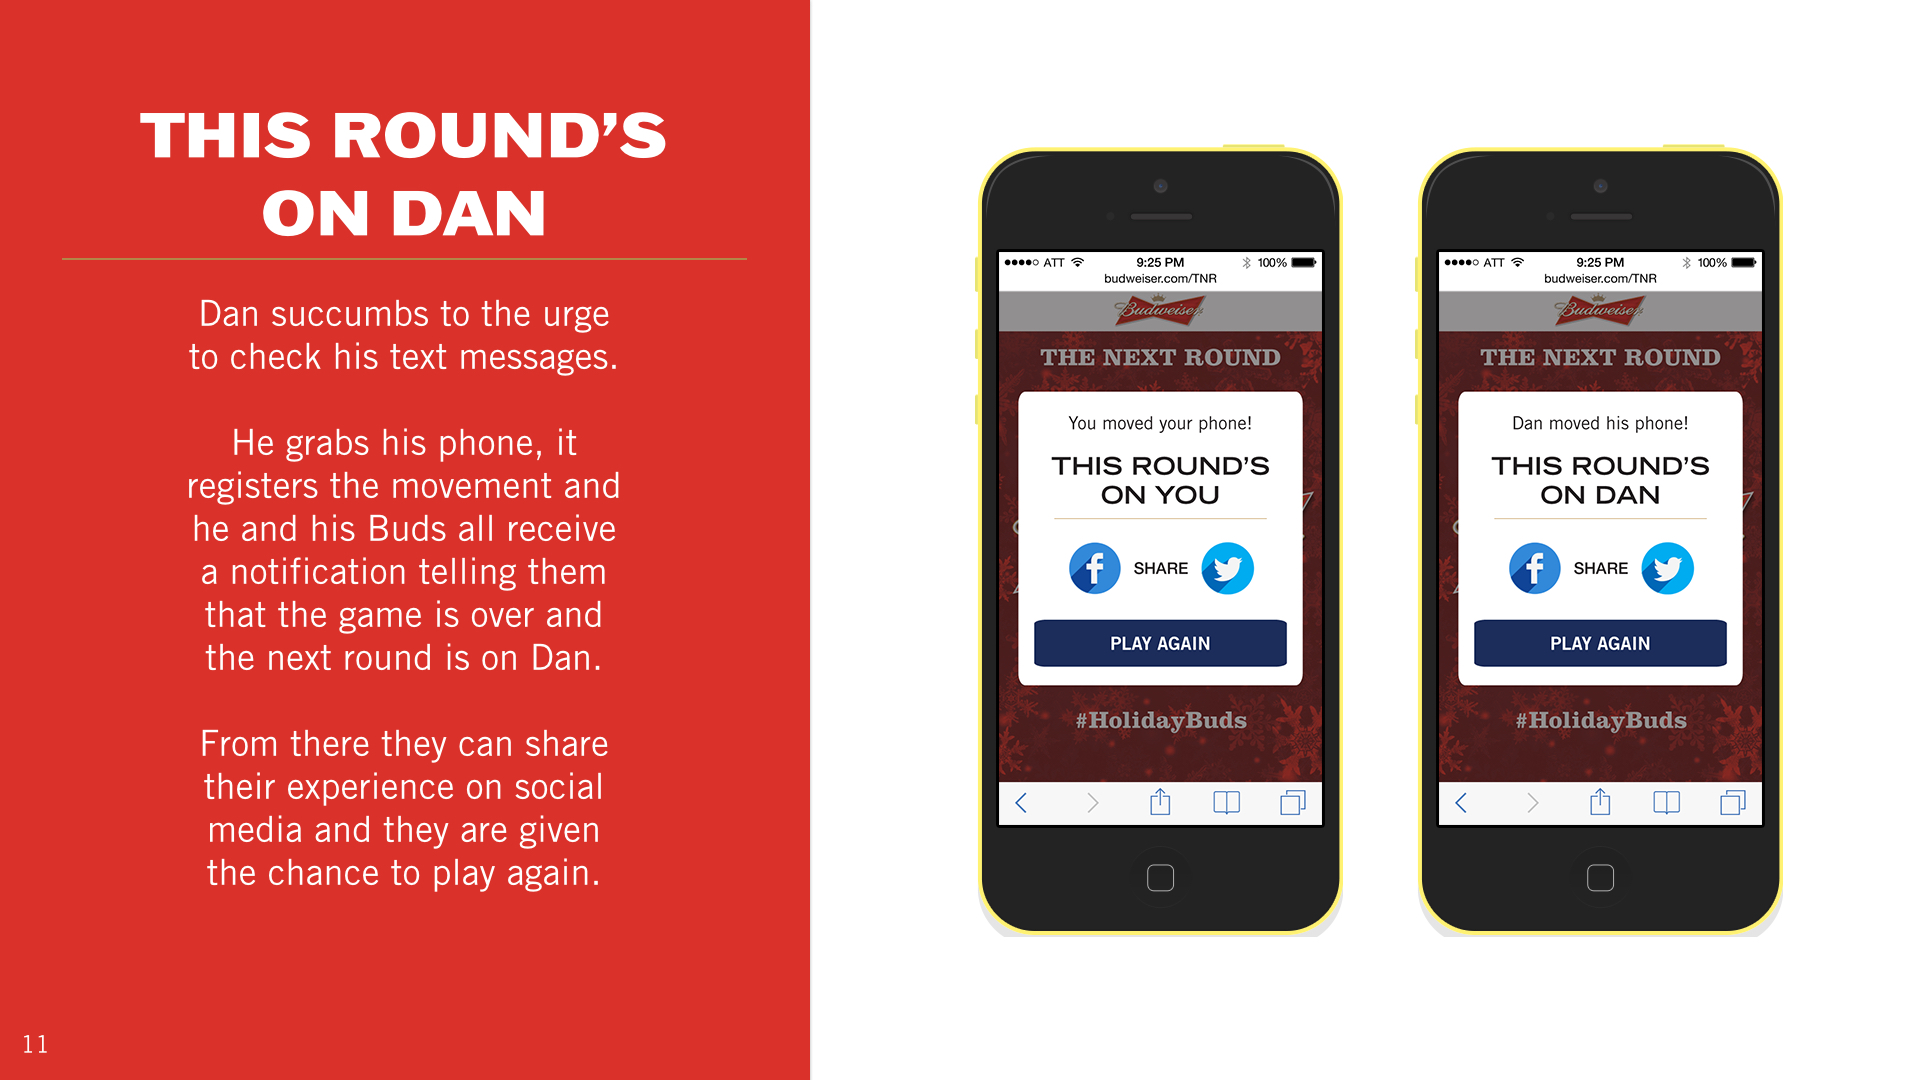 THIS ROUND’S
ON DAN
Dan succumbs to the urge
to check his text messages.
He grabs his phone, it
registers the movement and
he and his Buds all receive
a notification telling them
that the game is over and
the next round is on Dan.
From there they can share
their experience on social
media and they are given
the chance to play again.
11
ATT 9:25 PM 100%
budweiser.com/TNR
Budweiser
THE NEXT ROUND
You moved your phone!
THIS ROUND’S
ON YOU
SHARE
PLAY AGAIN
#HolidayBuds
ATT 9:25 PM 100%
budweiser.com/TNR
Budweiser
THE NEXT ROUND
Dan moved his phone!
THIS ROUND’S
ON DAN
SHARE
PLAY AGAIN
#HolidayBuds